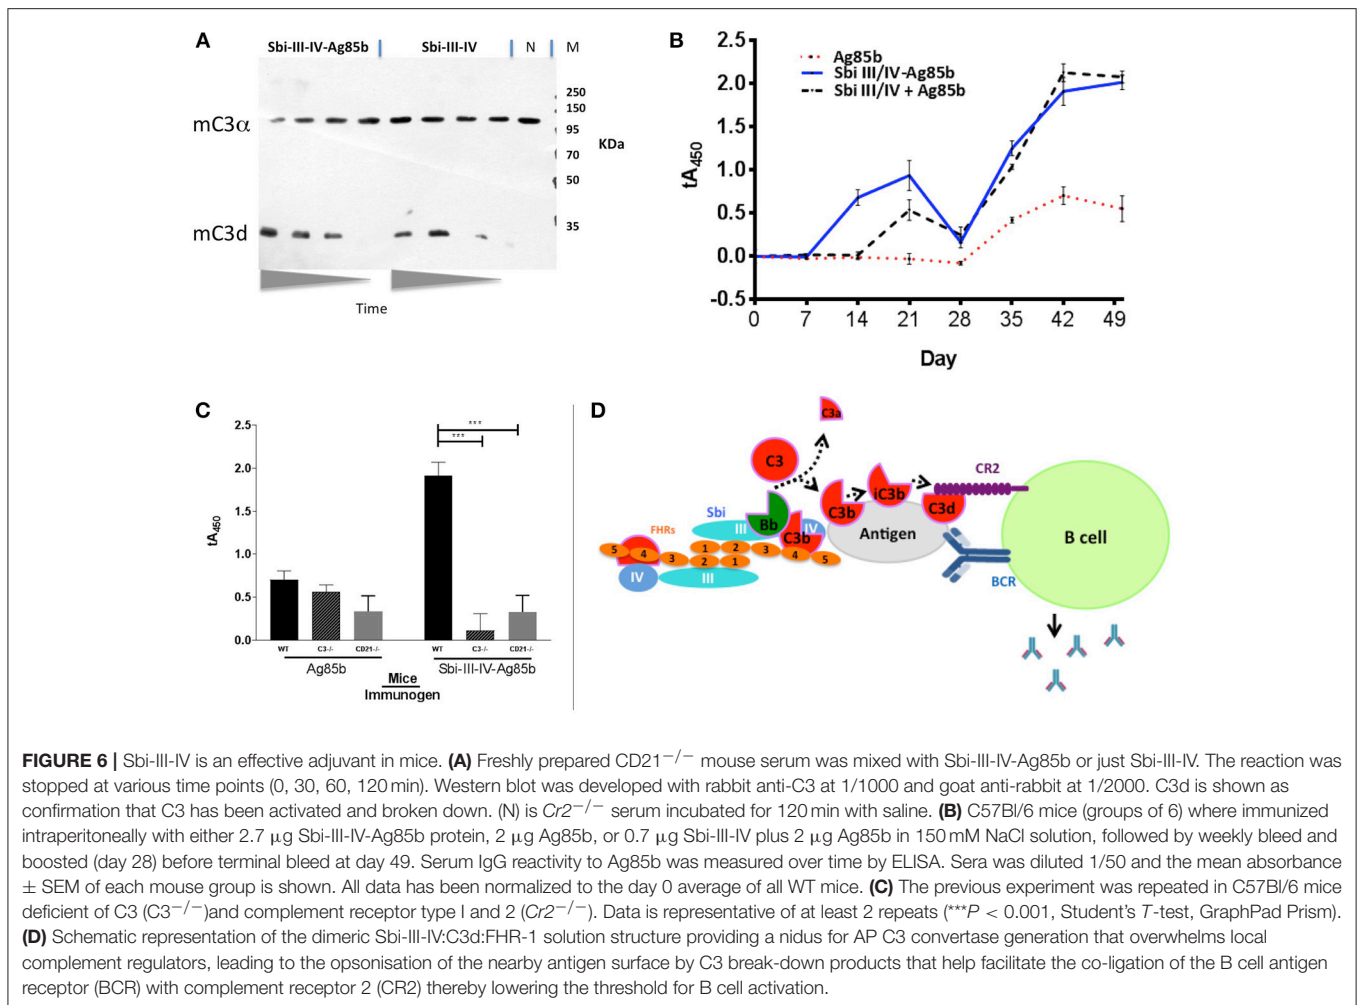 A
Sbi-III-IV-Ag85b
Sbi-III-IV
N
M
mC3α
mC3d
250
150
95
70
50
35
KDa
Time
B
Ag85b
Sbi III/IV-Ag85b
Sbi III/IV + Ag85b
tA450
2.5
2.0
1.5
1.0
0.5
0.0
-0.5
0 7 14 21 28 35 42 49
Day
C
tA450
2.5
2.0
1.5
1.0
0.5
0.0
***
***
WT C3-/- CD21-/- WT C3-/- CD21-/-
Ag85b Sbi-III-IV-Ag85b
Mice
Immunogen
D
C3a
C3
CR2
iC3b
C3b
C3d
Sbi
Bb
III
IV
C3b
Antigen
B cell
FHRs
1 2 3 4 5
5 4 3 2 1
IV
III
BCR
FIGURE 6 | Sbi-III-IV is an effective adjuvant in mice. (A) Freshly prepared CD21−/− mouse serum was mixed with Sbi-III-IV-Ag85b or just Sbi-III-IV. The reaction was
stopped at various time points (0, 30, 60, 120 min). Western blot was developed with rabbit anti-C3 at 1/1000 and goat anti-rabbit at 1/2000. C3d is shown as
confirmation that C3 has been activated and broken down. (N) is Cr2−/− serum incubated for 120 min with saline. (B) C57Bl/6 mice (groups of 6) where immunized
intraperitoneally with either 2.7 μg Sbi-III-IV-Ag85b protein, 2 μg Ag85b, or 0.7 μg Sbi-III-IV plus 2 μg Ag85b in 150 mM NaCl solution, followed by weekly bleed and
boosted (day 28) before terminal bleed at day 49. Serum IgG reactivity to Ag85b was measured over time by ELISA. Sera was diluted 1/50 and the mean absorbance
± SEM of each mouse group is shown. All data has been normalized to the day 0 average of all WT mice. (C) The previous experiment was repeated in C57Bl/6 mice
deficient of C3 (C3−/−)and complement receptor type I and 2 (Cr2−/−). Data is representative of at least 2 repeats (***P < 0.001, Student's T-test, GraphPad Prism).
(D) Schematic representation of the dimeric Sbi-III-IV:C3d:FHR-1 solution structure providing a nidus for AP C3 convertase generation that overwhelms local
complement regulators, leading to the opsonisation of the nearby antigen surface by C3 break-down products that help facilitate the co-ligation of the B cell antigen
receptor (BCR) with complement receptor 2 (CR2) thereby lowering the threshold for B cell activation.